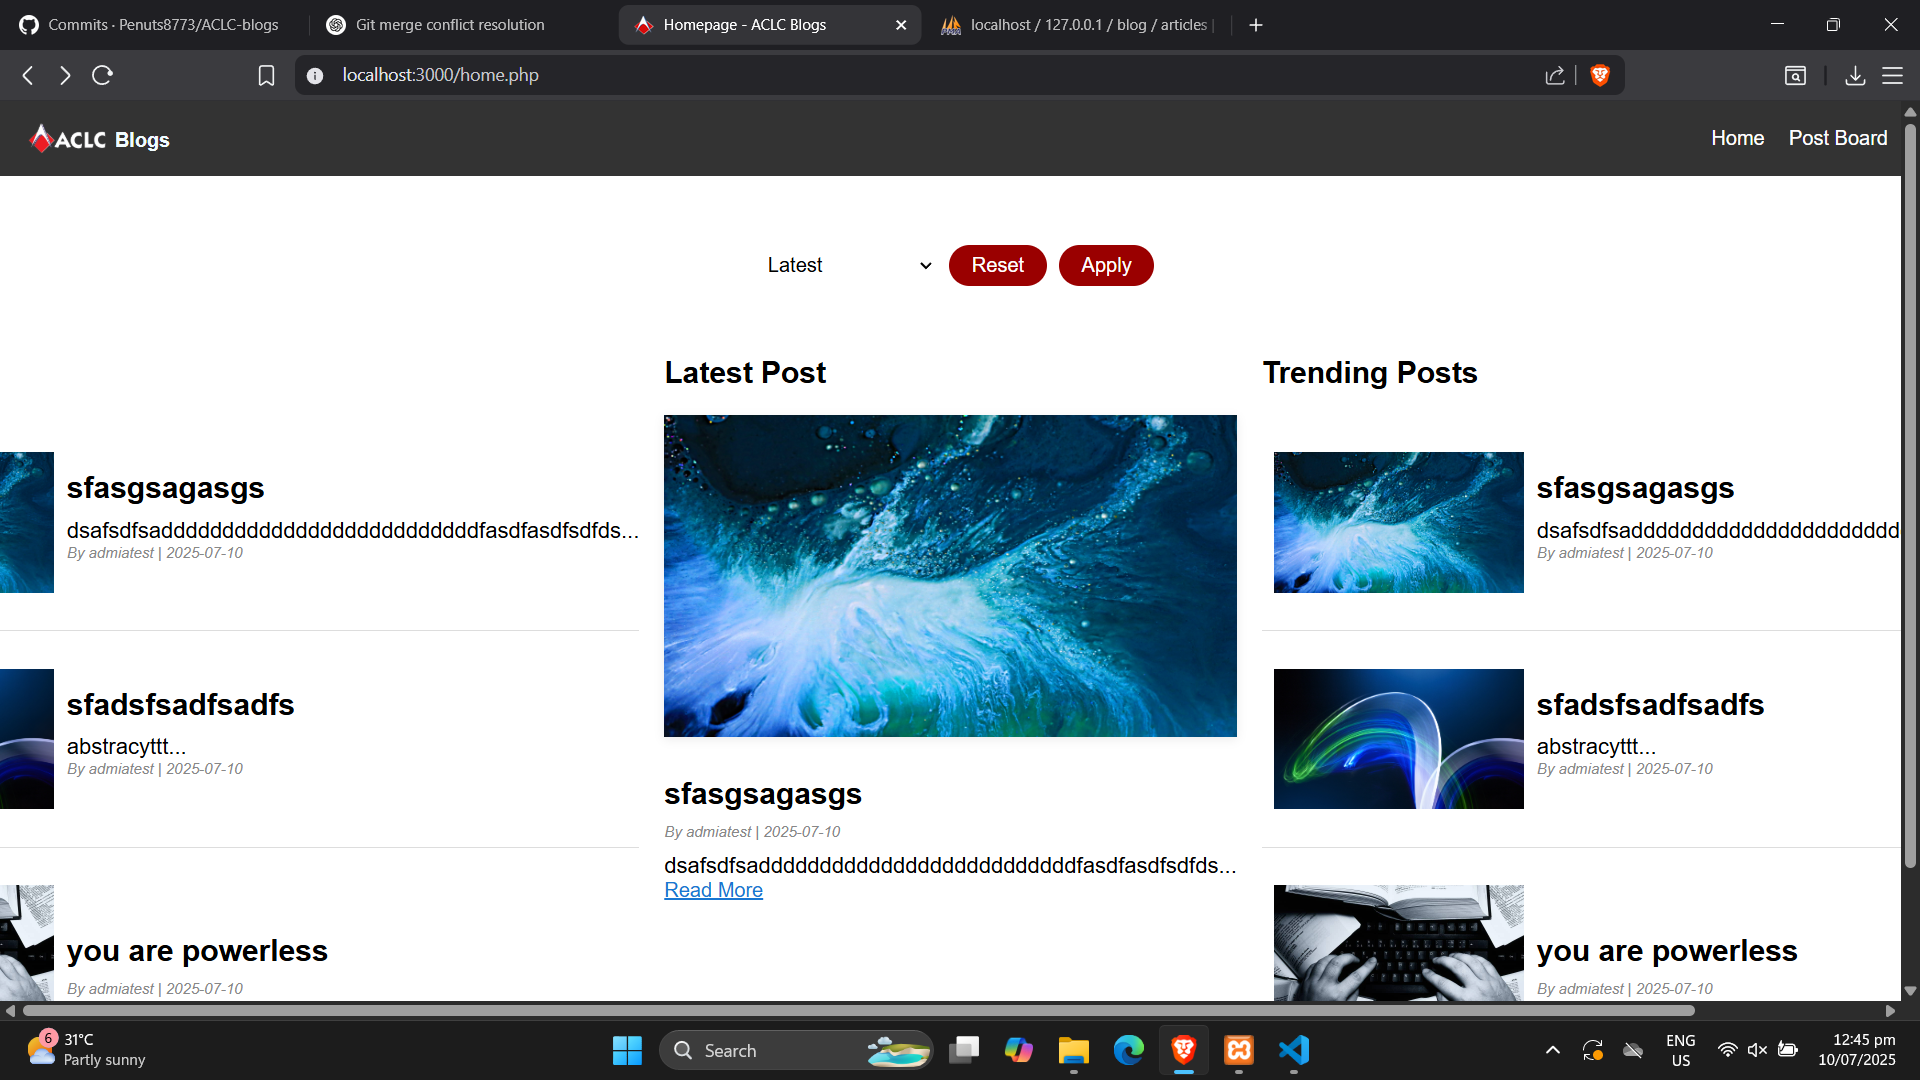 Commits · Penuts8773/ACLC-blogs
Git merge conflict resolution
Homepage - ACLC Blogs
localhost / 127.0.0.1 / blog / articles |
localhost:3000/home.php
ACLC Blogs
Home
Post Board
Latest
Reset
Apply
sfasgsagasgs
dsafsdfsaddddddddddddddddddddddddddfasdfasdfsdfds...
By admiatest | 2025-07-10
sfadsfsadfsadfs
abstracyttt...
By admiatest | 2025-07-10
you are powerless
By admiatest | 2025-07-10
Latest Post
sfasgsagasgs
By admiatest | 2025-07-10
dsafsdfsaddddddddddddddddddddddddddfasdfasdfsdfds...
Read More
Trending Posts
sfasgsagasgs
dsafsdfsadddddddddddddddddddddd
By admiatest | 2025-07-10
sfadsfsadfsadfs
abstracyttt...
By admiatest | 2025-07-10
you are powerless
By admiatest | 2025-07-10
6
31°C
Partly sunny
Search
ENG
US
12:45 pm
10/07/2025